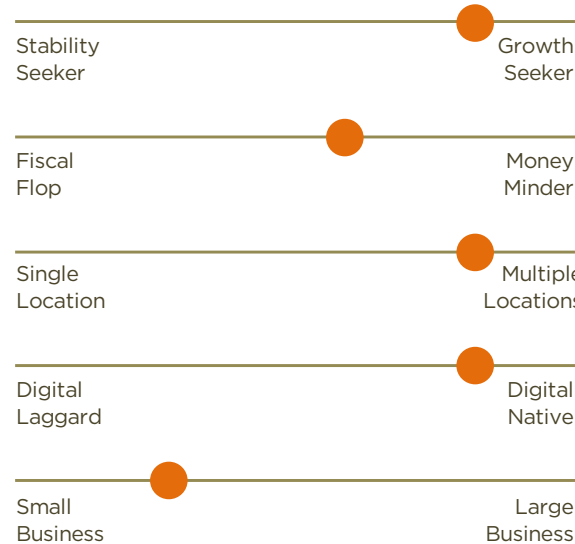 Stability Growth
Seeker Seeker
Fiscal Money
Flop Minder
Single Multiple
Location Locations
Digital Digital
Laggard Native
Small Large
Business Business